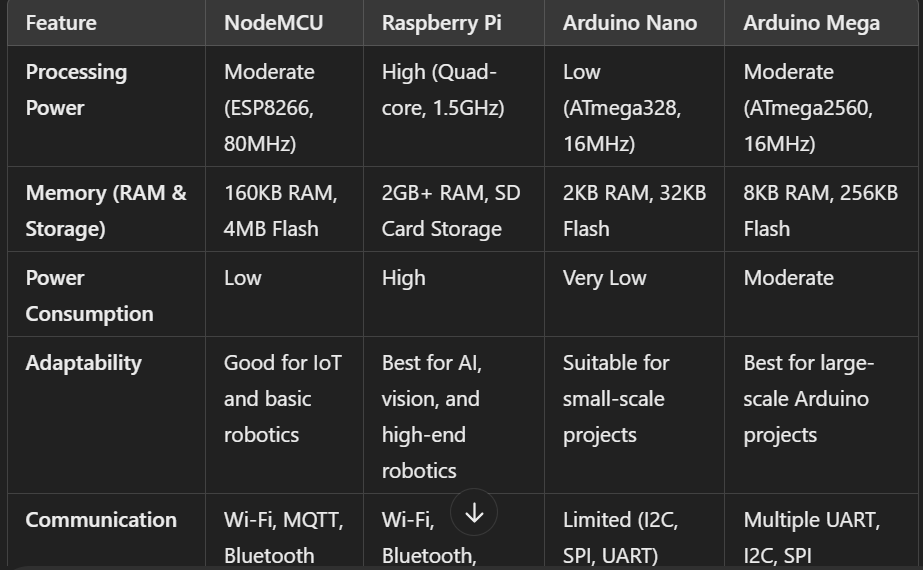 Feature NodeMCU Raspberry Pi Arduino Nano Arduino Mega
Processing Moderate High (Quad- Low Moderate
Power (ESP8266, core, 1.5GHz) (ATmega328, (ATmega2560,
80MHz) 16MHz) 16MHz)
Memory (RAM & 160KB RAM, 2GB+ RAM, SD 2KB RAM, 32KB 8KB RAM, 256KB
Storage) 4MB Flash Card Storage Flash Flash
Power Low High Very Low Moderate
Consumption
Adaptability Good for IoT Best for AI, Suitable for Best for large-
and basic vision, and small-scale scale Arduino
robotics high-end projects projects
robotics
Communication Wi-Fi, MQTT, Wi-Fi, Limited (I2C, Multiple UART,
Bluetooth Bluetooth, SPI, UART) I2C, SPI